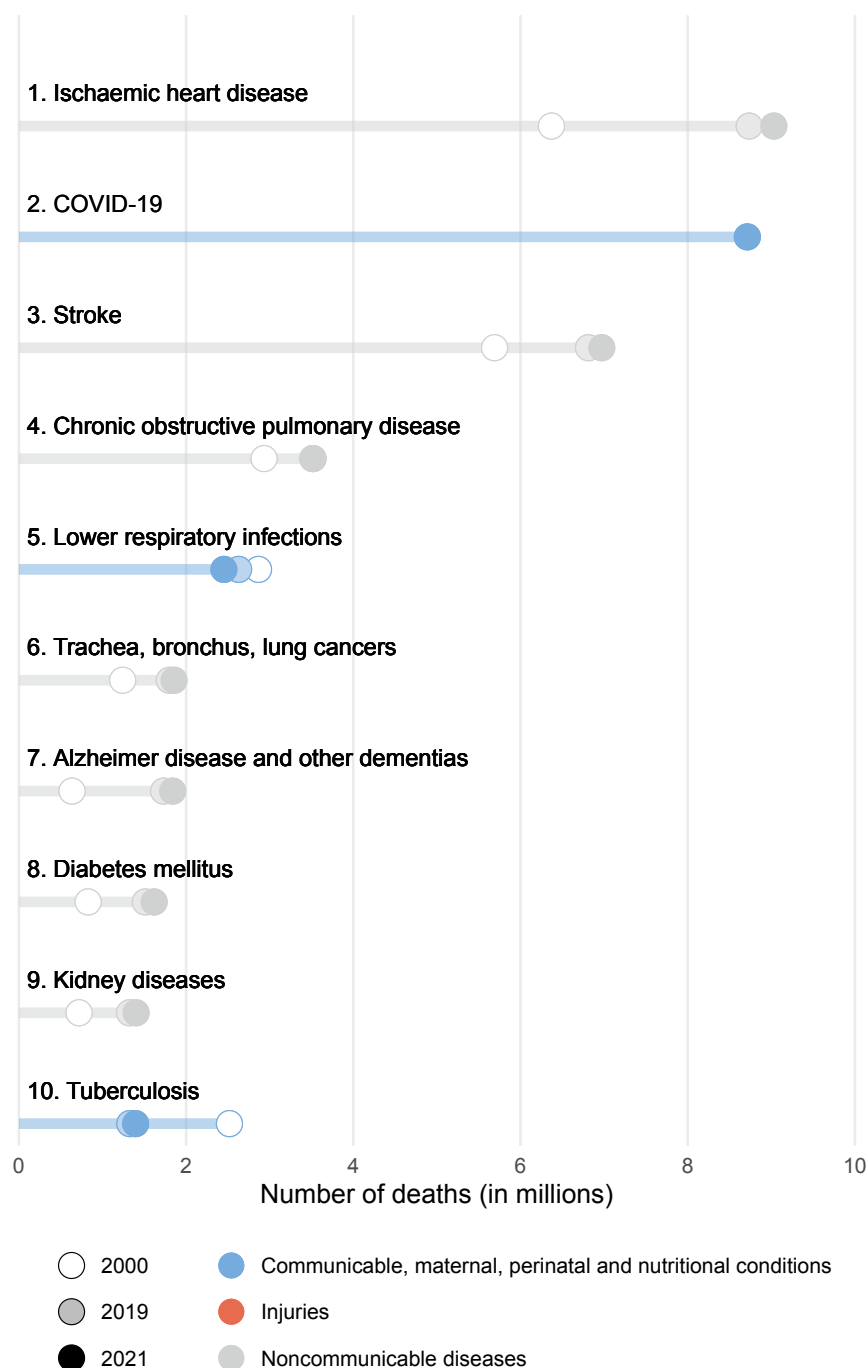 1. Ischaemic heart disease
2. COVID-19
3. Stroke
4. Chronic obstructive pulmonary disease
5. Lower respiratory infections
6. Trachea, bronchus, lung cancers
7. Alzheimer disease and other dementias
8. Diabetes mellitus
9. Kidney diseases
10. Tuberculosis
0 2 4 6 8 10
Number of deaths (in millions)
2000 Communicable, maternal, perinatal and nutritional conditions
2019 Injuries
2021 Noncommunicable diseases